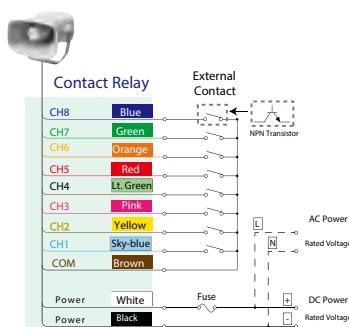 Contact Relay
External
Contact
CH8 Blue
NPN Transistor
CH7 Green
CH6 Orange
CH5 Red
CH4 Lt. Green
CH3 Pink
CH2 Yellow
CH1 Sky-blue
COM Brown
L AC Power
N Rated Voltage
Power White Fuse + DC Power
Power Black - Rated Voltage